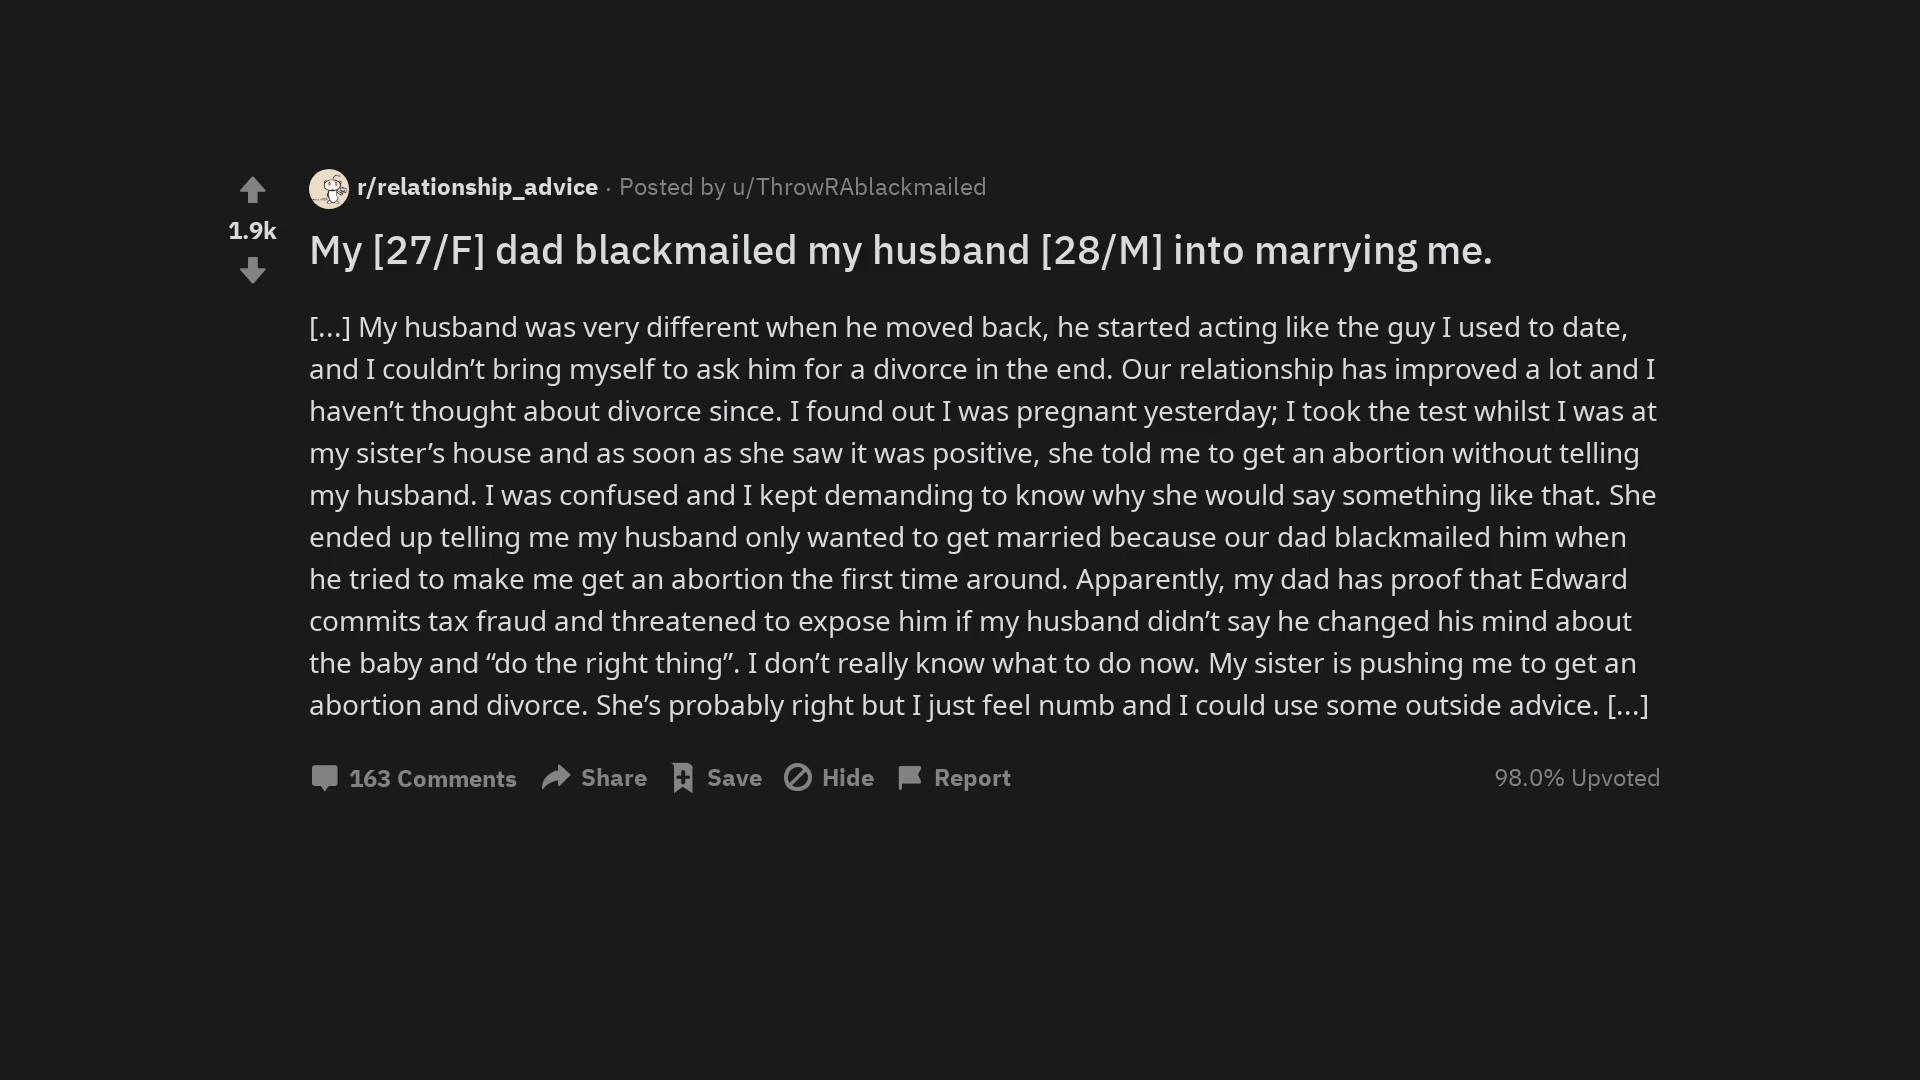 r/relationship_advice · Posted by u/ThrowRAblackmailed
1.9k
My [27/F] dad blackmailed my husband [28/M] into marrying me.
[...] My husband was very different when he moved back, he started acting like the guy I used to date,
and I couldn’t bring myself to ask him for a divorce in the end. Our relationship has improved a lot and I
haven’t thought about divorce since. I found out I was pregnant yesterday; I took the test whilst I was at
my sister’s house and as soon as she saw it was positive, she told me to get an abortion without telling
my husband. I was confused and I kept demanding to know why she would say something like that. She
ended up telling me my husband only wanted to get married because our dad blackmailed him when
he tried to make me get an abortion the first time around. Apparently, my dad has proof that Edward
commits tax fraud and threatened to expose him if my husband didn’t say he changed his mind about
the baby and “do the right thing”. I don’t really know what to do now. My sister is pushing me to get an
abortion and divorce. She’s probably right but I just feel numb and I could use some outside advice. [...]
163 Comments Share Save Hide Report 98.0% Upvoted